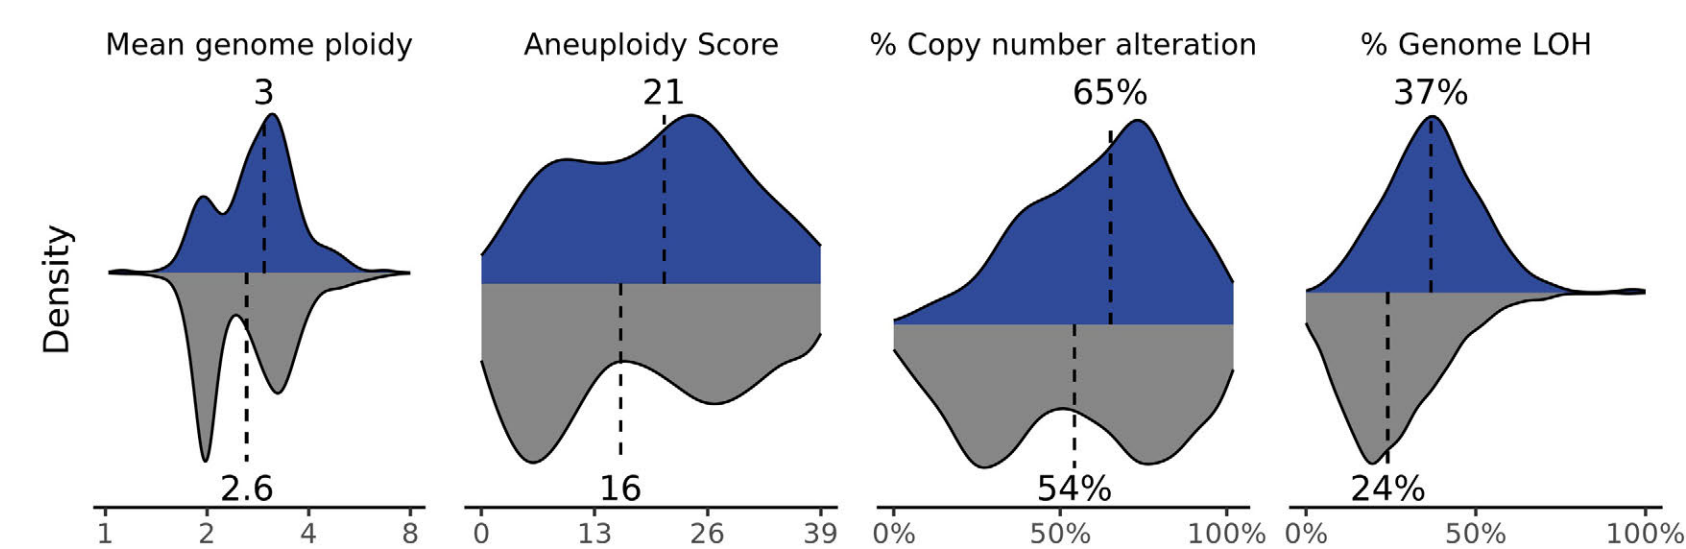 Mean genome ploidy
Aneuploidy Score
% Copy number alteration
% Genome LOH
3
21
65%
37%
Density
2.6
16
54%
24%
1 2 4 8
0 13 26 39
0% 50% 100%
0% 50% 100%